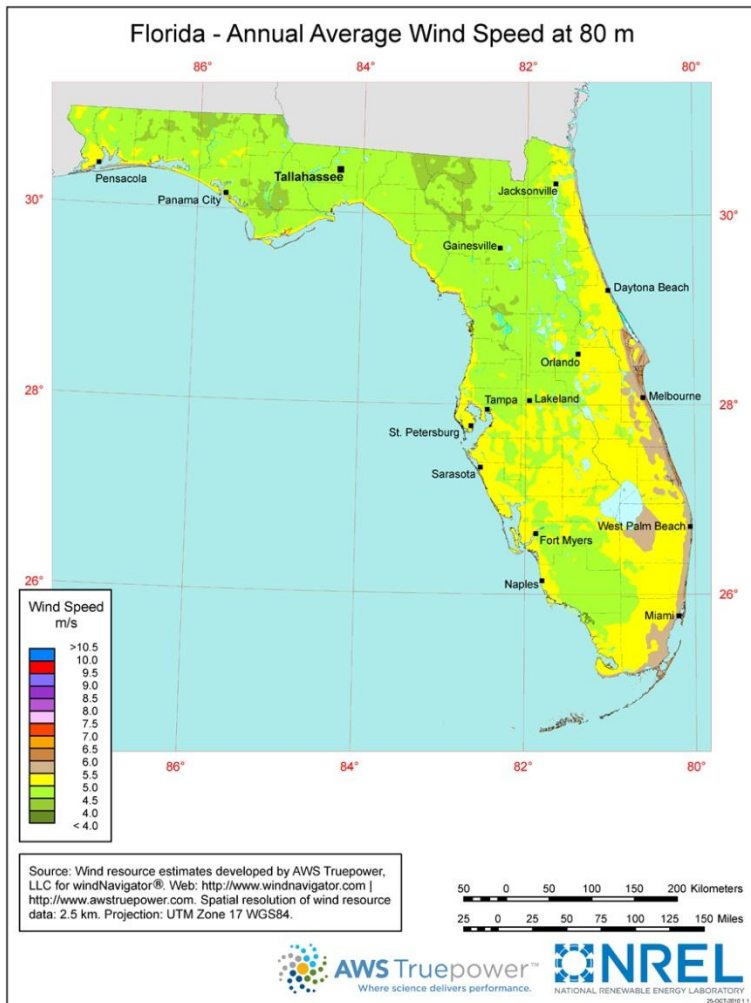 Florida - Annual Average Wind Speed at 80 m
86° 84° 82° 80°
30° 30°
28° 28°
26° 26°
86° 84° 82° 80°
Pensacola
Panama City
Tallahassee
Jacksonville
Gainesville
Daytona Beach
Orlando
Melbourne
Tampa
Lakeland
St. Petersburg
Sarasota
West Palm Beach
Fort Myers
Naples
Miami
Wind Speed
m/s
>10.5
10.0
9.5
9.0
8.5
8.0
7.5
7.0
6.5
6.0
5.5
5.0
4.5
4.0
< 4.0
Source: Wind resource estimates developed by AWS Truepower,
LLC for windNavigator®. Web: http://www.windnavigator.com |
http://www.awstruepower.com. Spatial resolution of wind resource
data: 2.5 km. Projection: UTM Zone 17 WGS84.
50 0 50 100 150 200 Kilometers
25 0 25 50 75 100 125 150 Miles
AWS Truepower™
Where science delivers performance.
NREL
NATIONAL RENEWABLE ENERGY LABORATORY